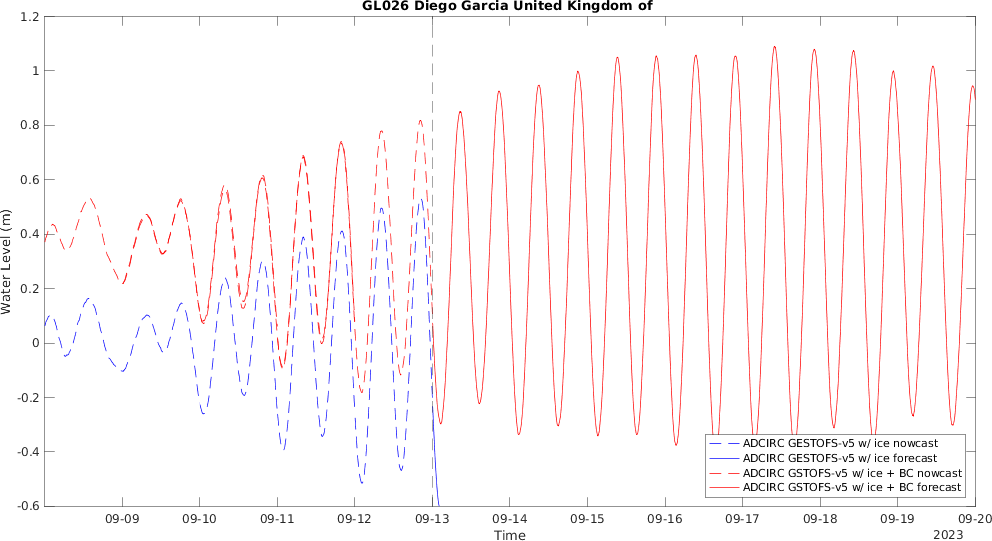 GL026 Diego Garcia United Kingdom of
1.2
1
0.8
0.6
0.4
0.2
0
-0.2
-0.4
-0.6
Water Level (m)
ADCIRC GESTOFS-v5 w/ ice nowcast
ADCIRC GESTOFS-v5 w/ ice forecast
ADCIRC GSTOFS-v5 w/ ice + BC nowcast
ADCIRC GSTOFS-v5 w/ ice + BC forecast
09-09 09-10 09-11 09-12 09-13 09-14 09-15 09-16 09-17 09-18 09-19 09-20
Time
2023